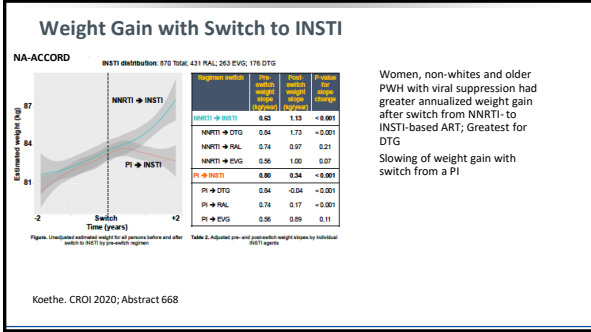 Weight Gain with Switch to INSTI
NA-ACCORD
INSTI distribution: 870 Total; 431 RAL; 263 EVG; 176 DTG
Estimated weight (kg)
87
84
81
NNRTI → INSTI
PI → INSTI
-2
Switch
+2
Time (years)
Figure. Unadjusted estimated weight for all persons before and after
switch to INSTI by pre-switch regimen
Regimen switch Pre-switch weight slope (kg/year) Post-switch weight slope (kg/year) P-value for slope change
NNRTI → INSTI 0.63 1.13 < 0.001
NNRTI → DTG 0.84 1.73 < 0.001
NNRTI → RAL 0.74 0.97 0.21
NNRTI → EVG 0.56 1.00 0.07
PI → INSTI 0.80 0.34 < 0.001
PI → DTG 0.84 -0.04 < 0.001
PI → RAL 0.74 0.17 < 0.001
PI → EVG 0.56 0.89 0.11
Table 2. Adjusted pre- and post-switch weight slopes by individual
INSTI agents
Women, non-whites and older
PWH with viral suppression had
greater annualized weight gain
after switch from NNRTI- to
INSTI-based ART; Greatest for
DTG
Slowing of weight gain with
switch from a PI
Koethe. CROI 2020; Abstract 668